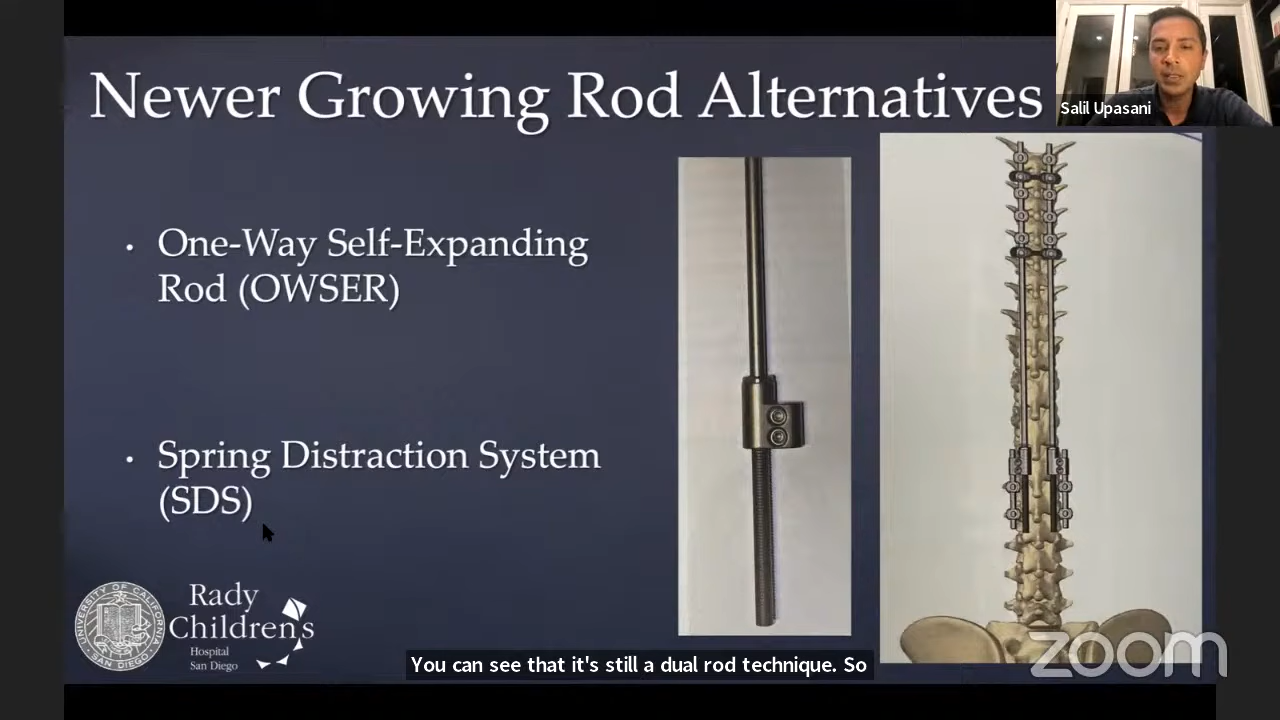 Newer Growing Rod Alternatives
Salil Upasani
· One-Way Self-Expanding
Rod (OWSER)
· Spring Distraction System
(SDS)
UNIVERSITY OF CALIFORNIA
SAN DIEGO
Rady
Children's
Hospital
San Diego
You can see that it's still a dual rod technique. So
zoom